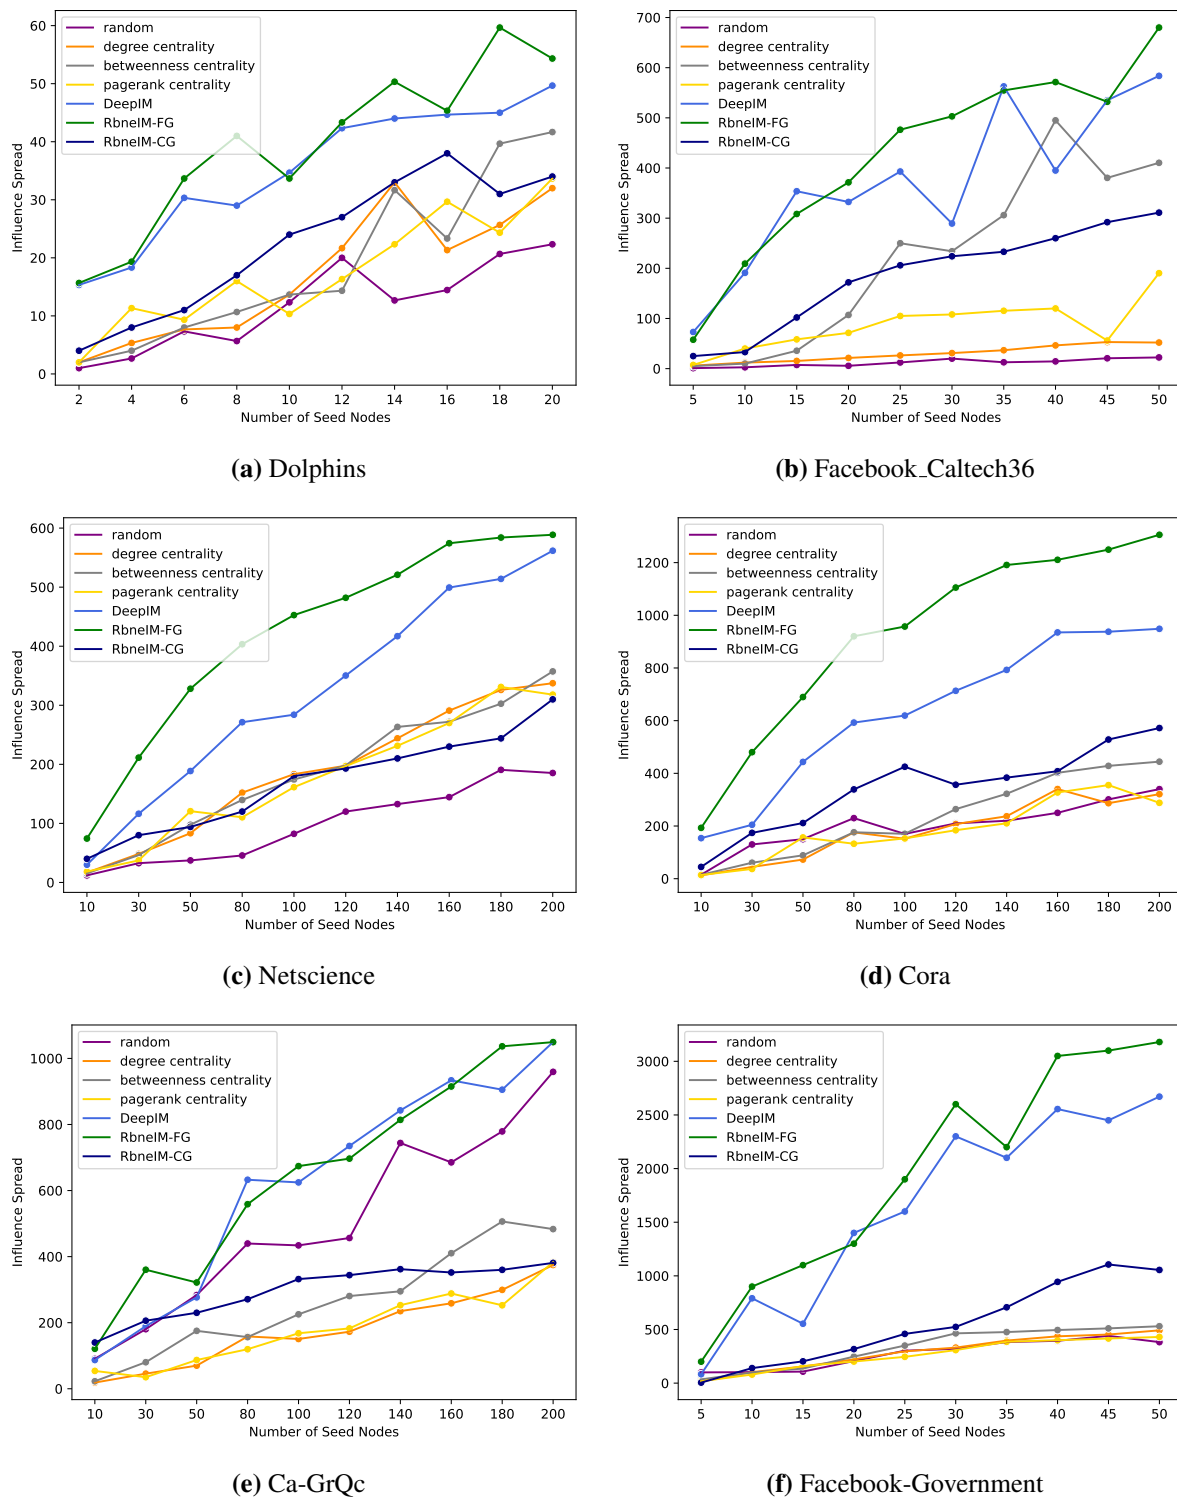 random
degree centrality
betweenness centrality
pagerank centrality
DeepIM
RbneIM-FG
RbneIM-CG
60
50
40
30
20
10
0
Influence Spread
2 4 6 8 10 12 14 16 18 20
Number of Seed Nodes
(a) Dolphins
random
degree centrality
betweenness centrality
pagerank centrality
DeepIM
RbneIM-FG
RbneIM-CG
700
600
500
400
300
200
100
0
Influence Spread
5 10 15 20 25 30 35 40 45 50
Number of Seed Nodes
(b) Facebook_Caltech36
random
degree centrality
betweenness centrality
pagerank centrality
DeepIM
RbneIM-FG
RbneIM-CG
600
500
400
300
200
100
0
Influence Spread
10 30 50 80 100 120 140 160 180 200
Number of Seed Nodes
(c) Netscience
random
degree centrality
betweenness centrality
pagerank centrality
DeepIM
RbneIM-FG
RbneIM-CG
1200
1000
800
600
400
200
0
Influence Spread
10 30 50 80 100 120 140 160 180 200
Number of Seed Nodes
(d) Cora
random
degree centrality
betweenness centrality
pagerank centrality
DeepIM
RbneIM-FG
RbneIM-CG
1000
800
600
400
200
0
Influence Spread
10 30 50 80 100 120 140 160 180 200
Number of Seed Nodes
(e) Ca-GrQc
random
degree centrality
betweenness centrality
pagerank centrality
DeepIM
RbneIM-FG
RbneIM-CG
3000
2500
2000
1500
1000
500
0
Influence Spread
5 10 15 20 25 30 35 40 45 50
Number of Seed Nodes
(f) Facebook-Government